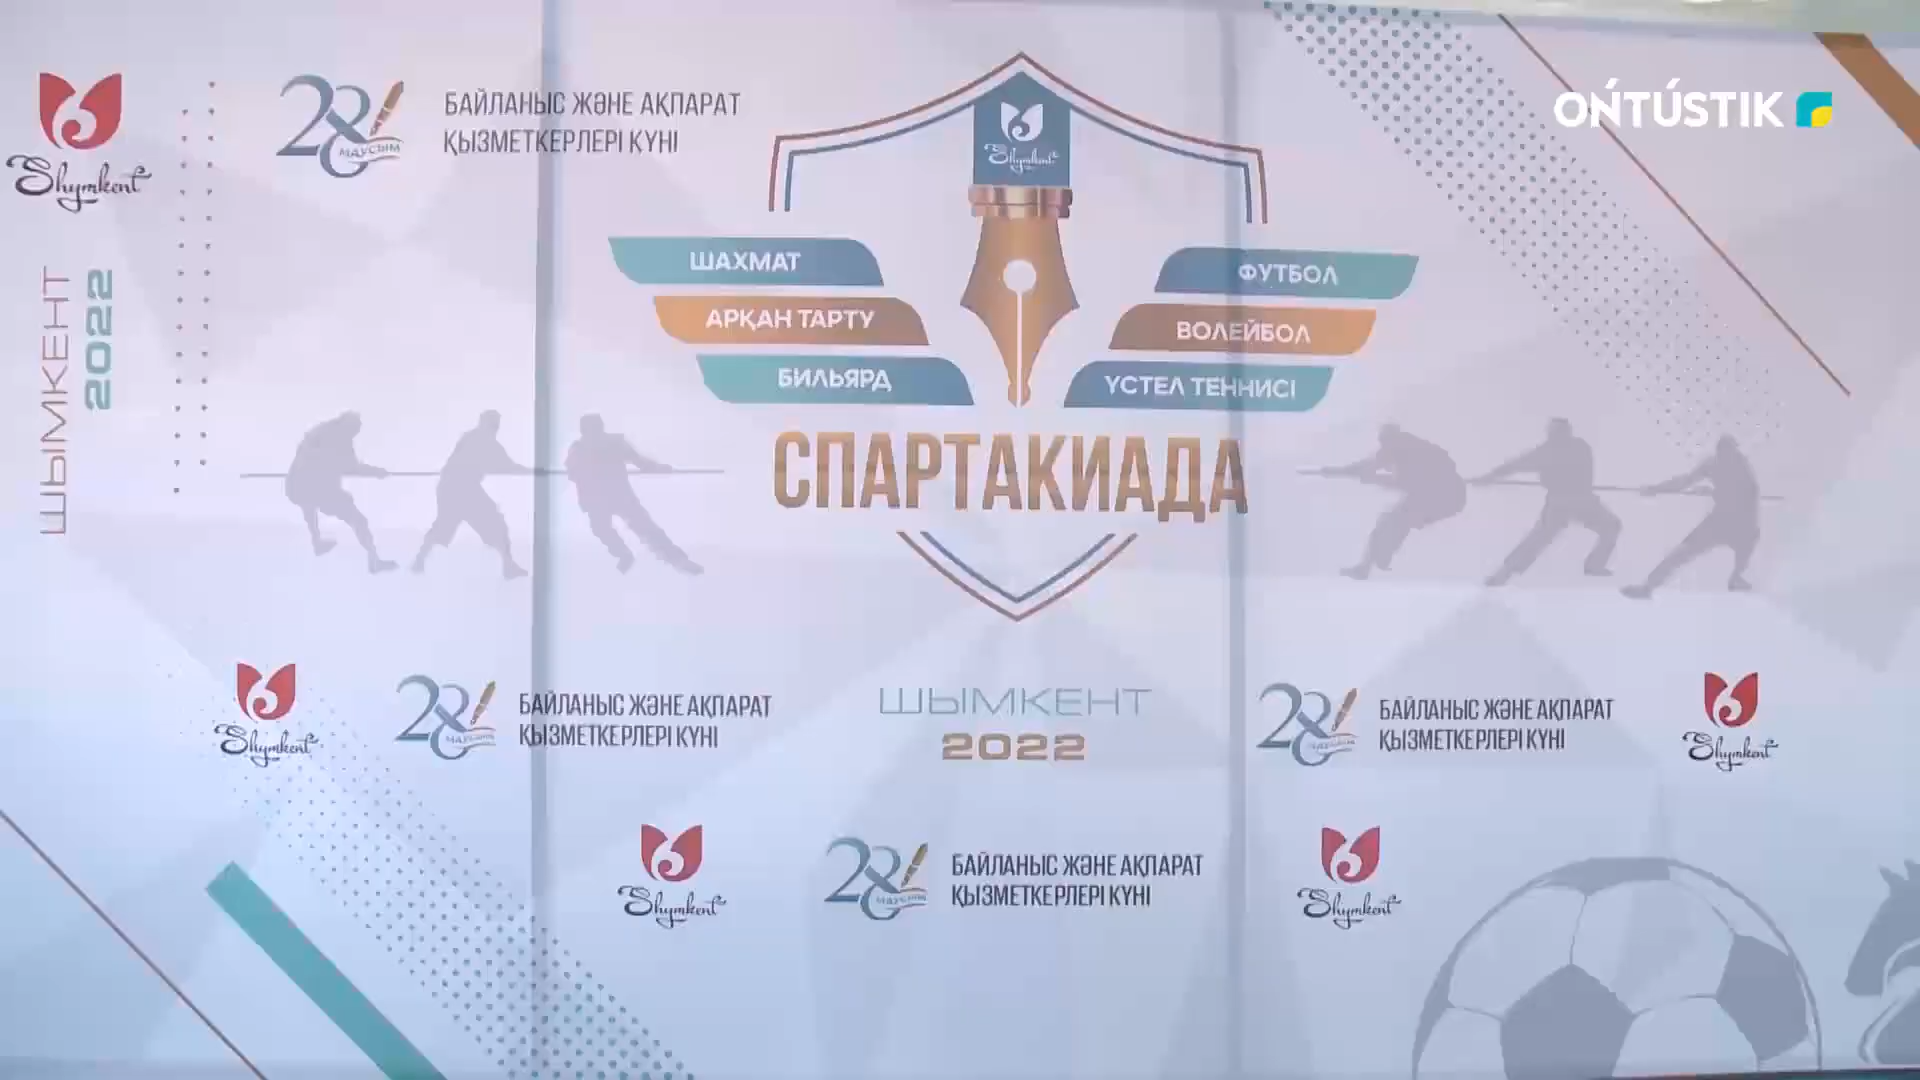 Shymkent
ШЫМКЕНТ
2022
28
МАУСЫМ
БАЙЛАНЫС ЖӘНЕ АҚПАРАТ
ҚЫЗМЕТКЕРЛЕРІ КҮНІ
Shymkent
ONTÚSTIK
ШАХМАТ
АРҚАН ТАРТУ
БИЛЬЯРД
ФУТБОЛ
ВОЛЕЙБОЛ
ҮСТЕЛ ТЕННИСІ
СПАРТАКИАДА
Shymkent
28
МАУСЫМ
БАЙЛАНЫС ЖӘНЕ АҚПАРАТ
ҚЫЗМЕТКЕРЛЕРІ КҮНІ
ШЫМКЕНТ
2022
28
МАУСЫМ
БАЙЛАНЫС ЖӘНЕ АҚПАРАТ
ҚЫЗМЕТКЕРЛЕРІ КҮНІ
Shymkent
Shymkent
28
МАУСЫМ
БАЙЛАНЫС ЖӘНЕ АҚПАРАТ
ҚЫЗМЕТКЕРЛЕРІ КҮНІ
Shymkent